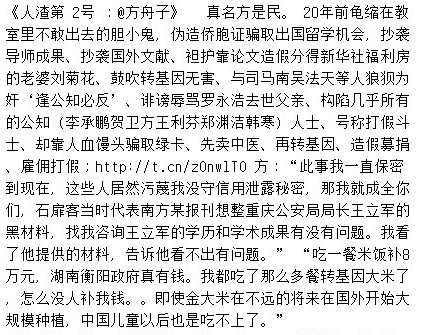 《人渣第 2号 ：@方舟子》 真名方是民。 20年前龟缩在教
室里不敢出去的胆小鬼，伪造侨胞证骗取出国留学机会，抄袭
导师成果、抄袭国外文献、袒护靠论文造假分得新华社福利房
的老婆刘菊花、鼓吹转基因无害、与司马南吴法天等人狼狈为
奸‘逢公知必反’、诽谤辱骂罗永浩去世父亲、构陷几乎所有
的公知（李承鹏贺卫方王利芬郑渊洁韩寒）人士、号称打假斗
士、却靠人血馒头骗取绿卡、先卖中医、再转基因、造假募捐
、雇佣打假；http://t.cn/zOnwlTO 方：“此事我一直保密
到现在，这些人居然污蔑我没守信用泄露秘密，那我就成全你
们，石扉客当时代表南方某报刊想整重庆公安局局长王立军的
黑材料，找我咨询王立军的学历和学术成果有没有问题。我看
了他提供的材料，告诉他看不出有问题。” “吃一餐米饭补8
万元，湖南衡阳政府真有钱。我都吃了那么多餐转基因大米了
，怎么没人补我钱。。即使金大米在不远的将来在国外开始大
规模种植，中国儿童以后也是吃不上了。”